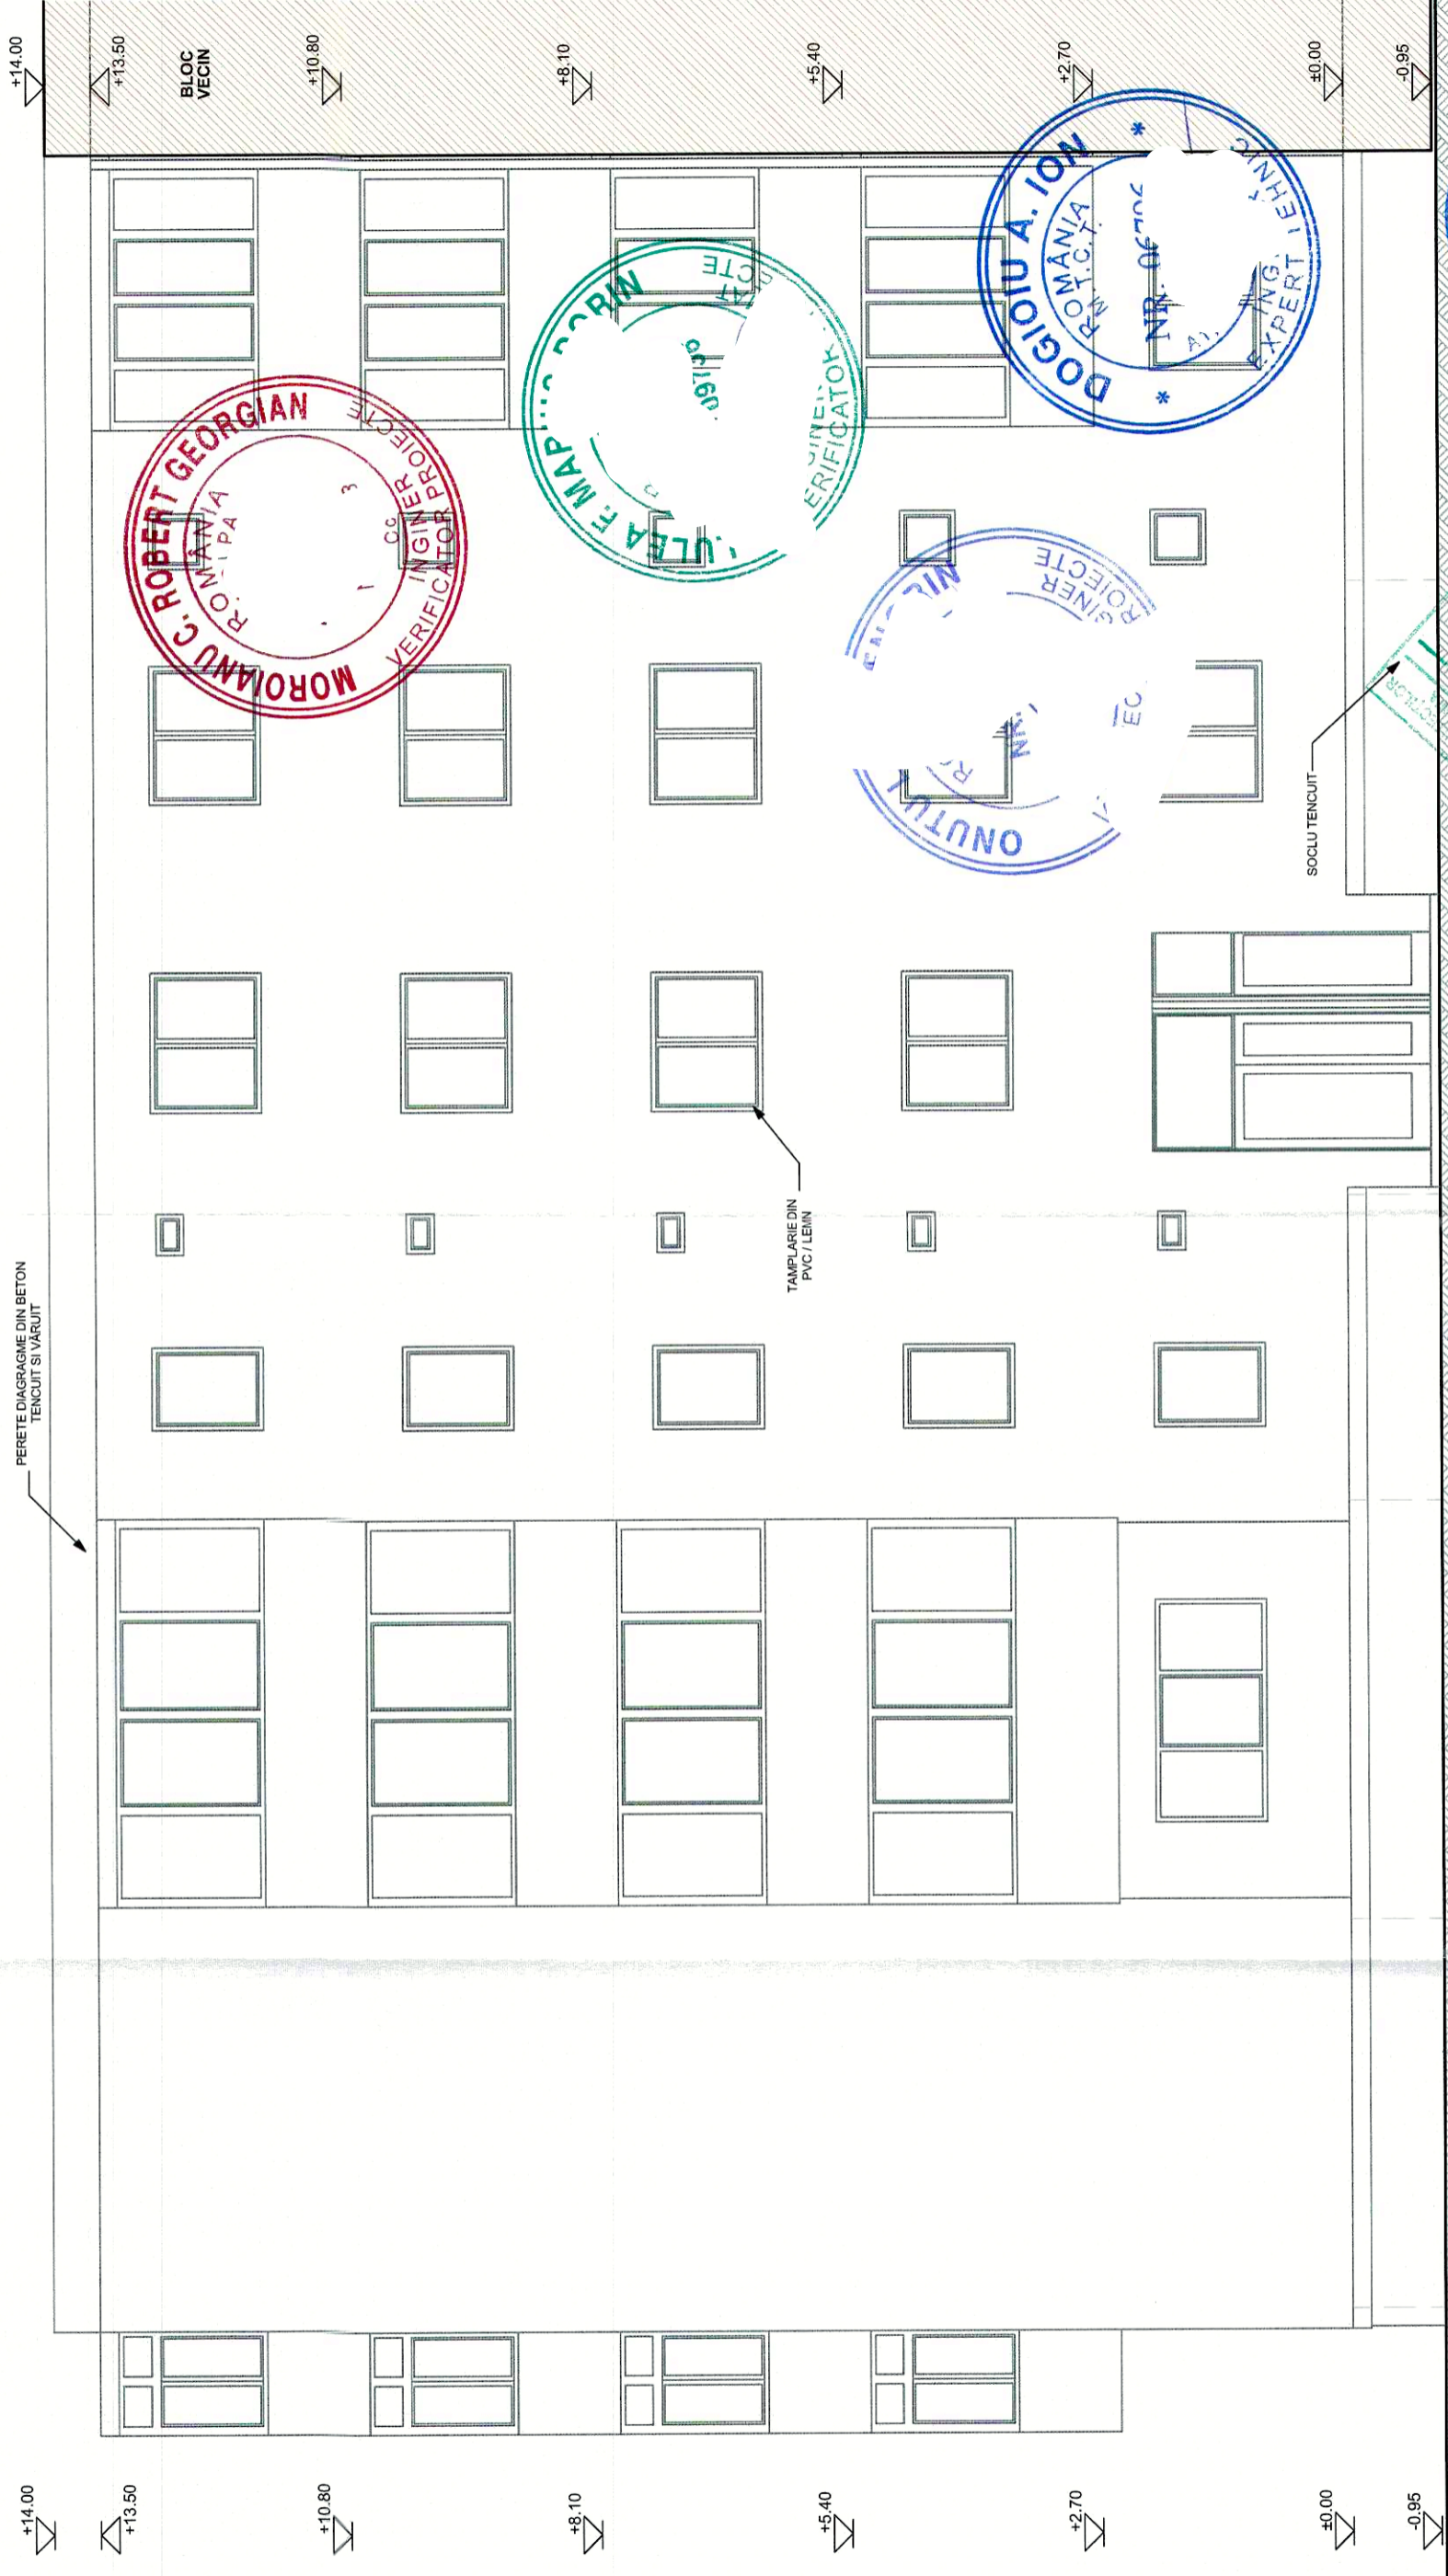 +14.00
+13.50
+10.80
+8.10
+5.40
+2.70
±0.00
-0.95
PERETE DIAGRAGME DIN BETON
TENCUIT SI VĂRUIT
TAMPLARIE DIN
PVC / LEMN
SOCLU TENCUIT
MOROIANU C. ROBERT GEORGIAN
ROMÂNIA
INGINER
VERIFICATOR PROIECTE
DORIN
ONUTU
NR.
DOGIOIU A. ION
ROMÂNIA
M.T.C.T.
NR.
ING.
EXPERT TEHNIC
BLOC
VECIN
+14.00
+13.50
+10.80
+8.10
+5.40
+2.70
±0.00
-0.95